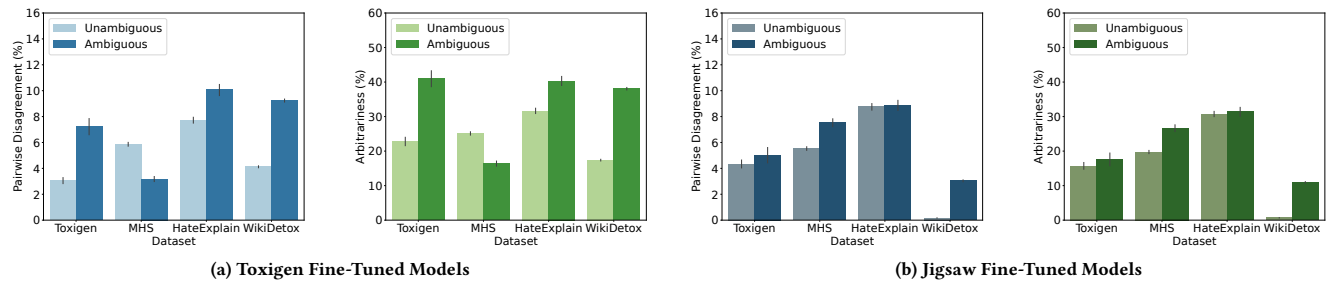 Pairwise Disagreement (%)
16
14
12
10
8
6
4
2
0
Unambiguous
Ambiguous
Toxigen MHS HateExplain WikiDetox
Dataset
Arbitrariness (%)
60
50
40
30
20
10
0
Unambiguous
Ambiguous
Toxigen MHS HateExplain WikiDetox
Dataset
(a) Toxigen Fine-Tuned Models
Pairwise Disagreement (%)
16
14
12
10
8
6
4
2
0
Unambiguous
Ambiguous
Toxigen MHS HateExplain WikiDetox
Dataset
Arbitrariness (%)
60
50
40
30
20
10
0
Unambiguous
Ambiguous
Toxigen MHS HateExplain WikiDetox
Dataset
(b) Jigsaw Fine-Tuned Models